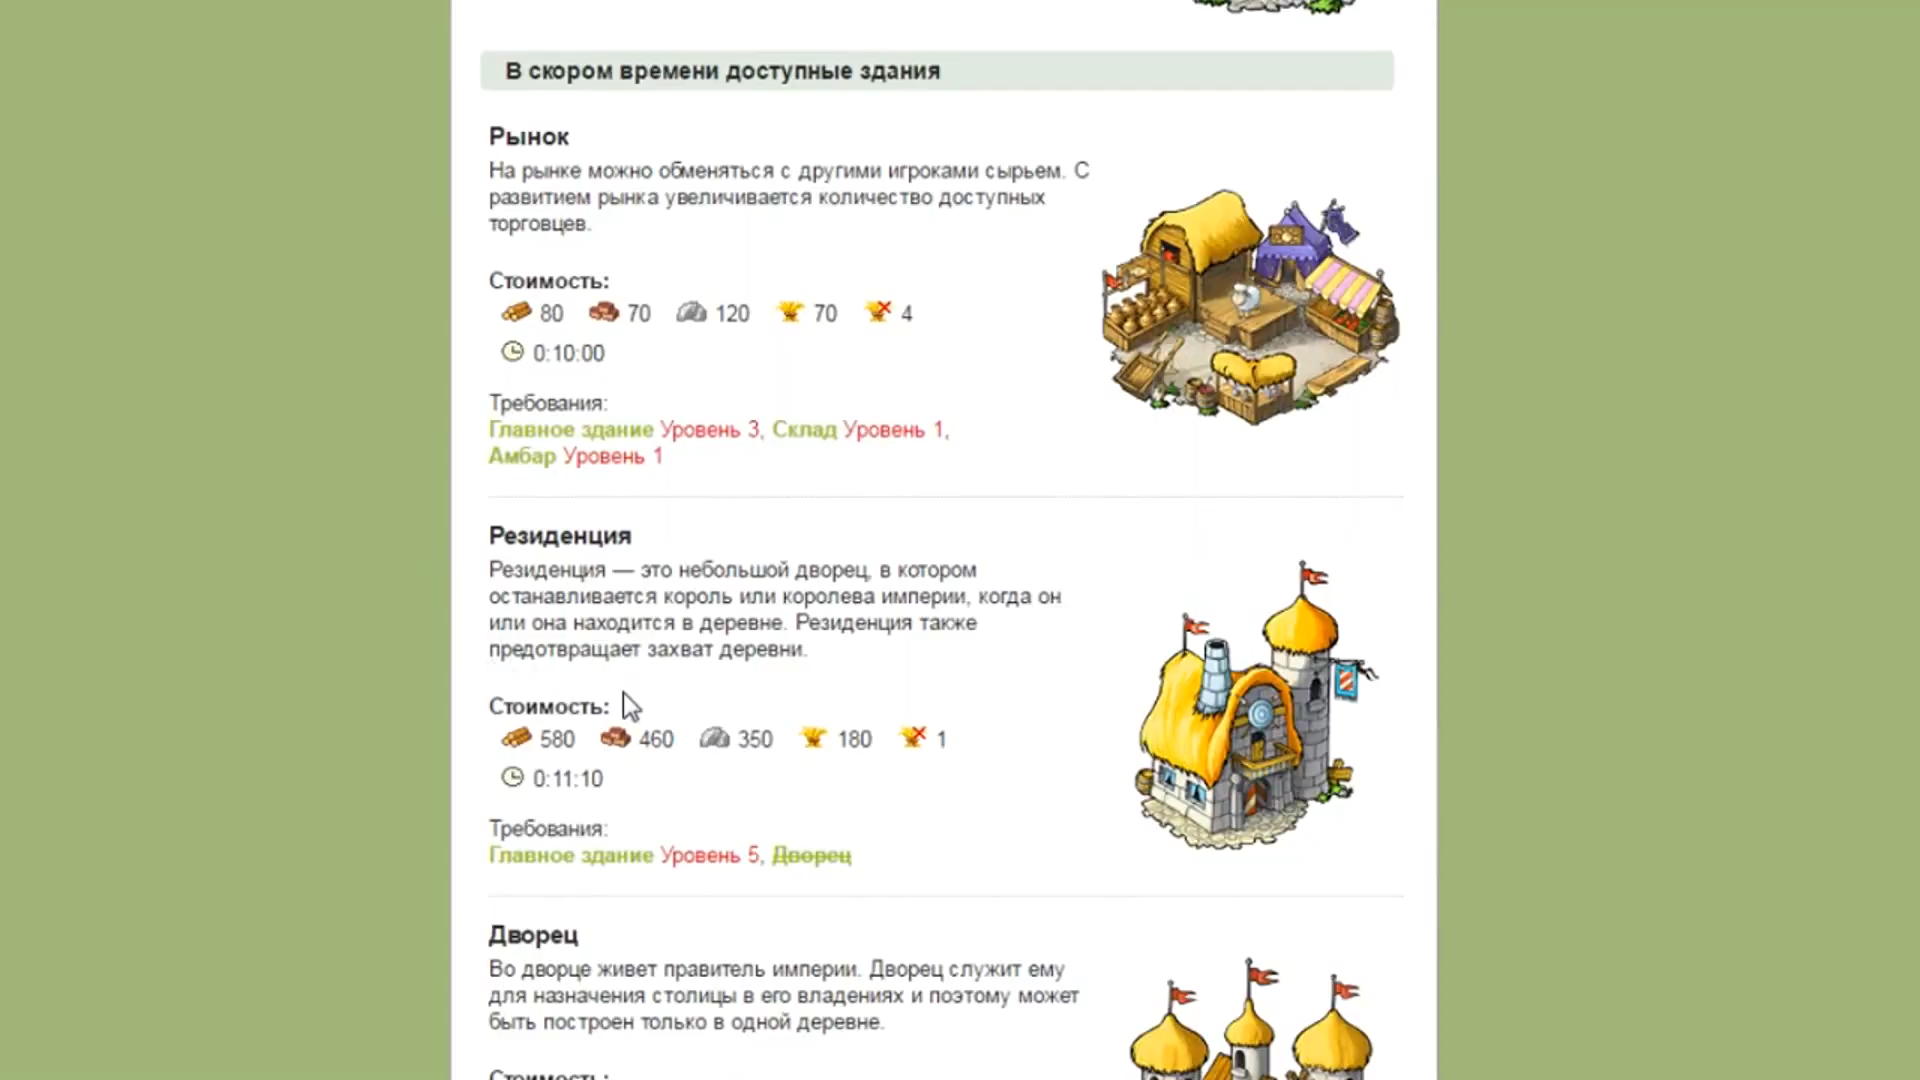 В скором времени доступные здания
Рынок
На рынке можно обменяться с другими игроками сырьем. С
развитием рынка увеличивается количество доступных
торговцев.
Стоимость:
80 70 120 70 4
0:10:00
Требования:
Главное здание Уровень 3, Склад Уровень 1,
Амбар Уровень 1
Резиденция
Резиденция — это небольшой дворец, в котором
останавливается король или королева империи, когда он
или она находится в деревне. Резиденция также
предотвращает захват деревни.
Стоимость:
580 460 350 180 1
0:11:10
Требования:
Главное здание Уровень 5, Дворец
Дворец
Во дворце живет правитель империи. Дворец служит ему
для назначения столицы в его владениях и поэтому может
быть построен только в одной деревне.
Стоимость: